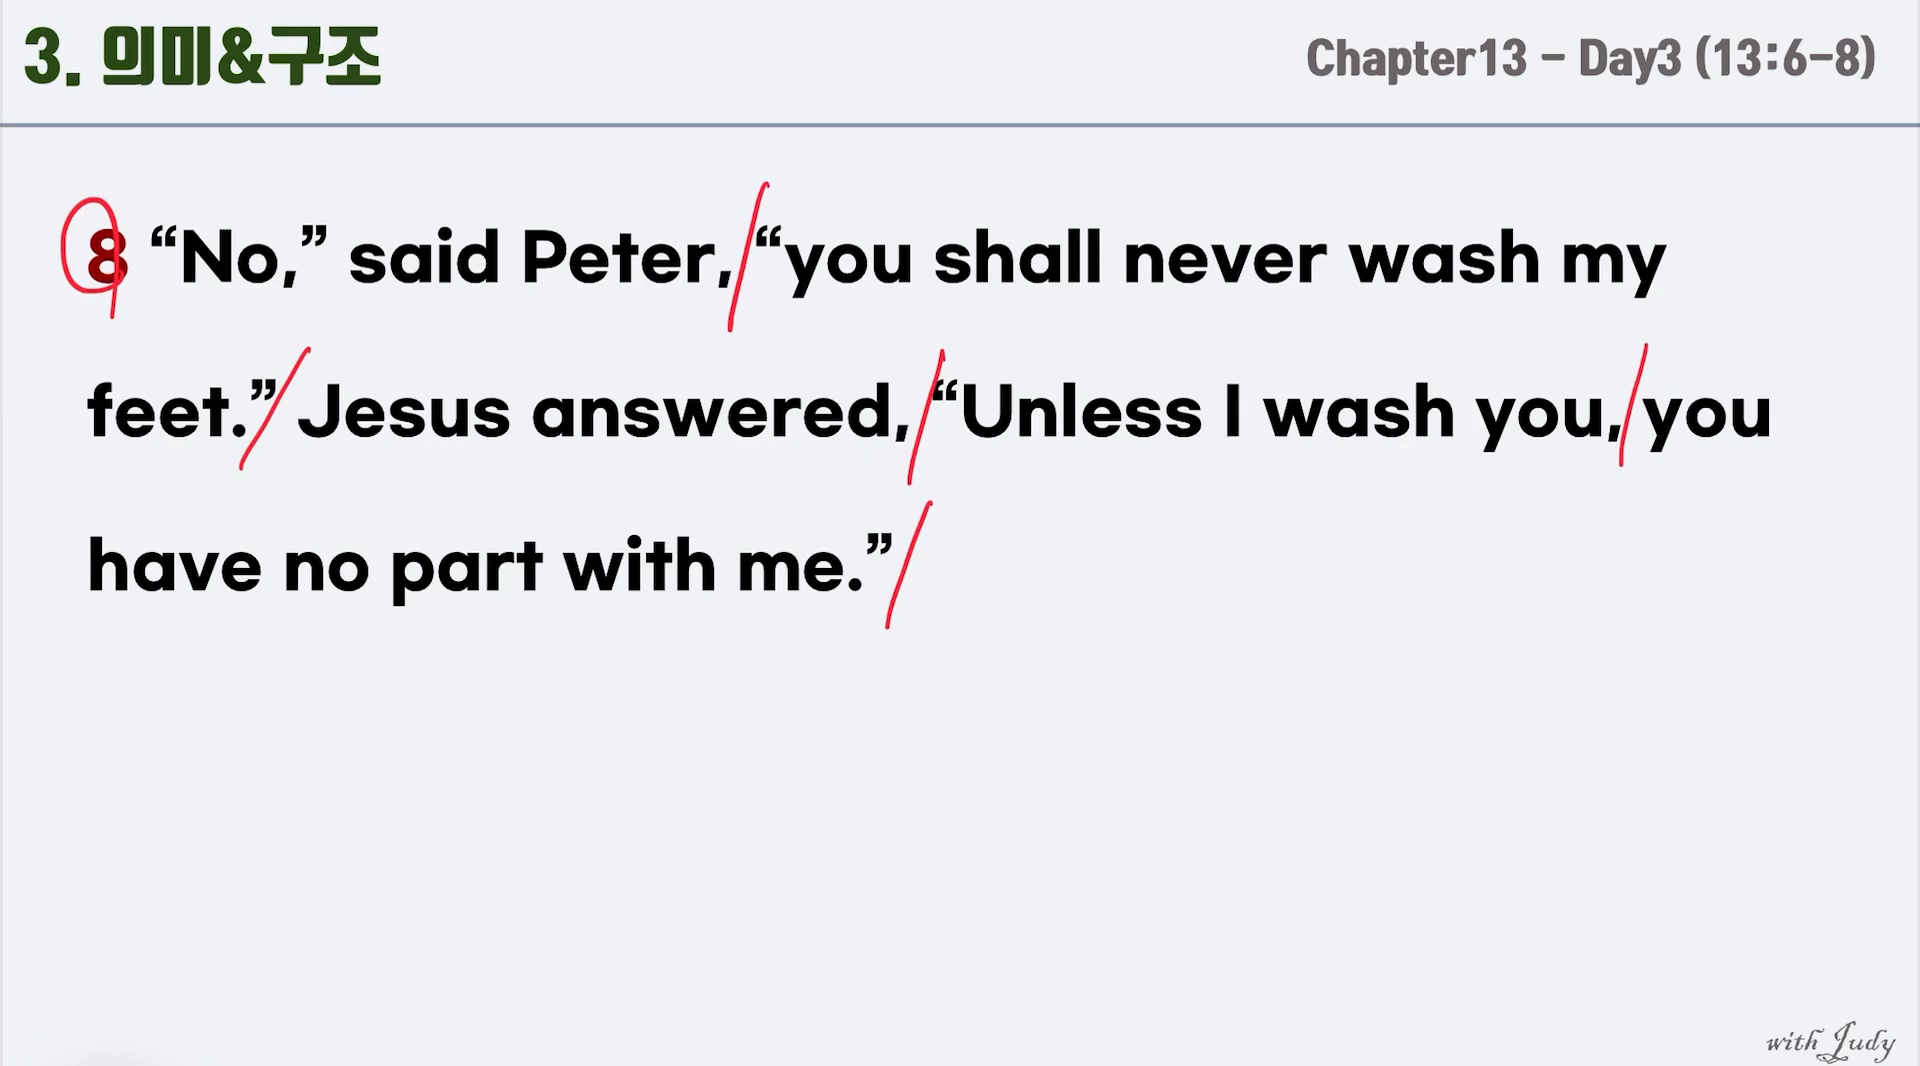 3. 의미&구조
Chapter13 – Day3 (13:6–8)
8 “No,” said Peter, “you shall never wash my
feet.” Jesus answered, “Unless I wash you, you
have no part with me.”
with Judy